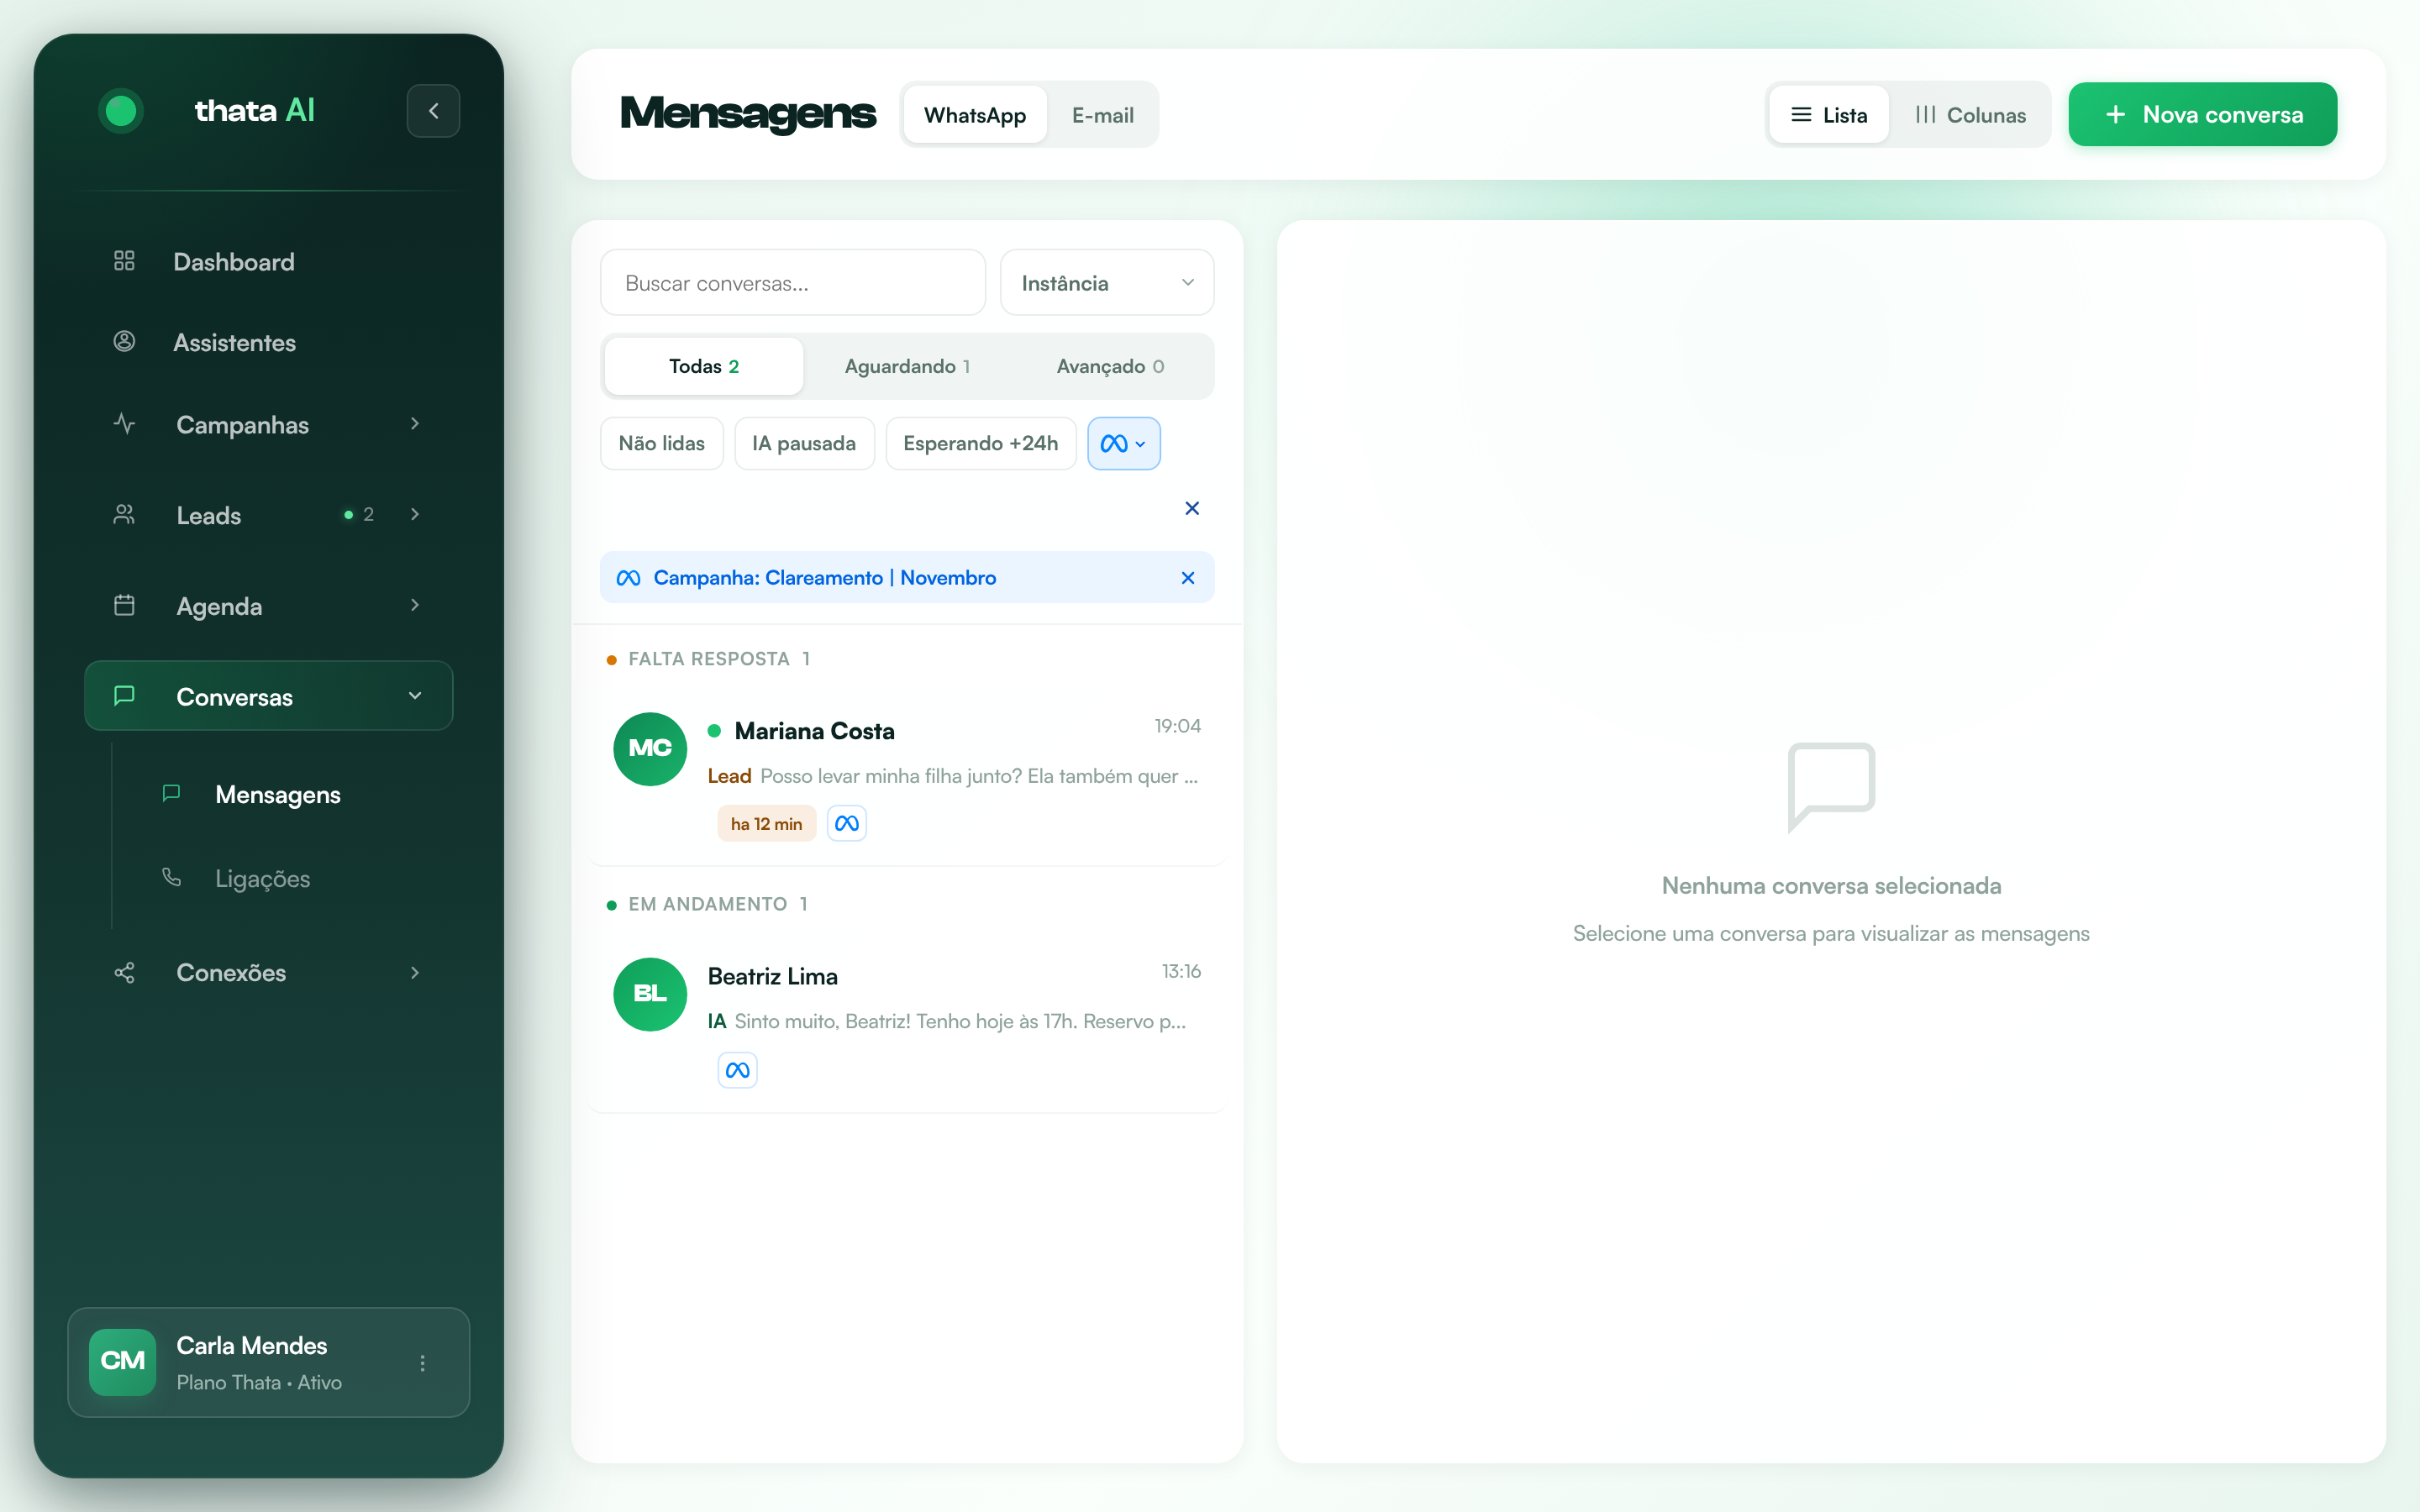 thata AI
Dashboard
Assistentes
Campanhas
Leads 2
Agenda
Conversas
Mensagens
Ligações
Conexões
CM
Carla Mendes
Plano Thata • Ativo
Mensagens
WhatsApp
E-mail
Lista
Colunas
Nova conversa
Buscar conversas...
Instância
Todas 2
Aguardando 1
Avançado 0
Não lidas
IA pausada
Esperando +24h
Campanha: Clareamento | Novembro
FALTA RESPOSTA 1
MC
Mariana Costa
19:04
Lead Posso levar minha filha junto? Ela também quer ...
ha 12 min
EM ANDAMENTO 1
BL
Beatriz Lima
13:16
IA Sinto muito, Beatriz! Tenho hoje às 17h. Reservo p...
Nenhuma conversa selecionada
Selecione uma conversa para visualizar as mensagens